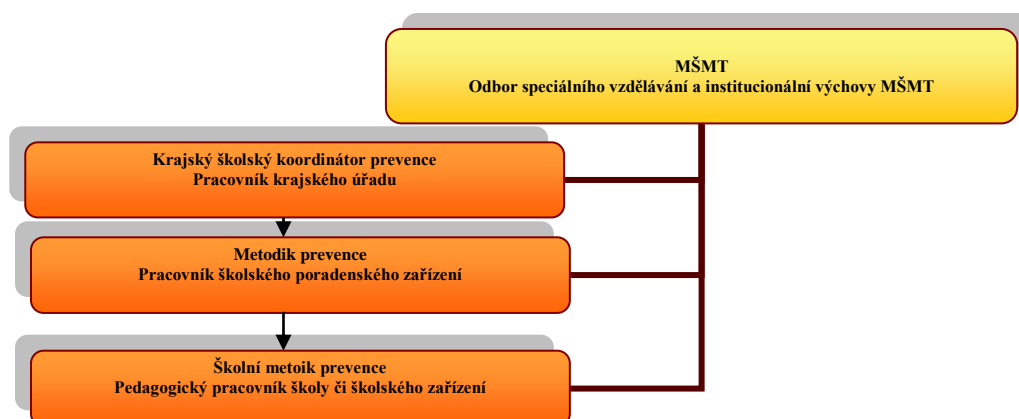 MŠMT
Odbor speciálního vzdělávání a institucionální výchovy MŠMT
Krajský školský koordinátor prevence
Pracovník krajského úřadu
Metodik prevence
Pracovník školského poradenského zařízení
Školní metoik prevence
Pedagogický pracovník školy či školského zařízení